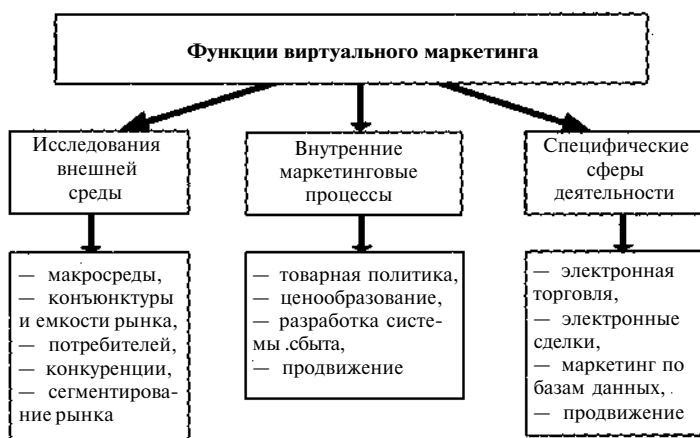 Функции виртуального маркетинга
Исследования
внешней
среды
Внутренние
маркетинговые
процессы
Специфические
сферы
деятельности
— макросреды,
— конъюнктуры
и емкости рынка,
— потребителей,
— конкуренции,
— сегментирова-
ние рынка
— товарная политика,
— ценообразование,
— разработка систе-
мы .сбыта,
— продвижение
— электронная
торговля,
— электронные
сделки,
— маркетинг по
базам данных, .
— продвижение